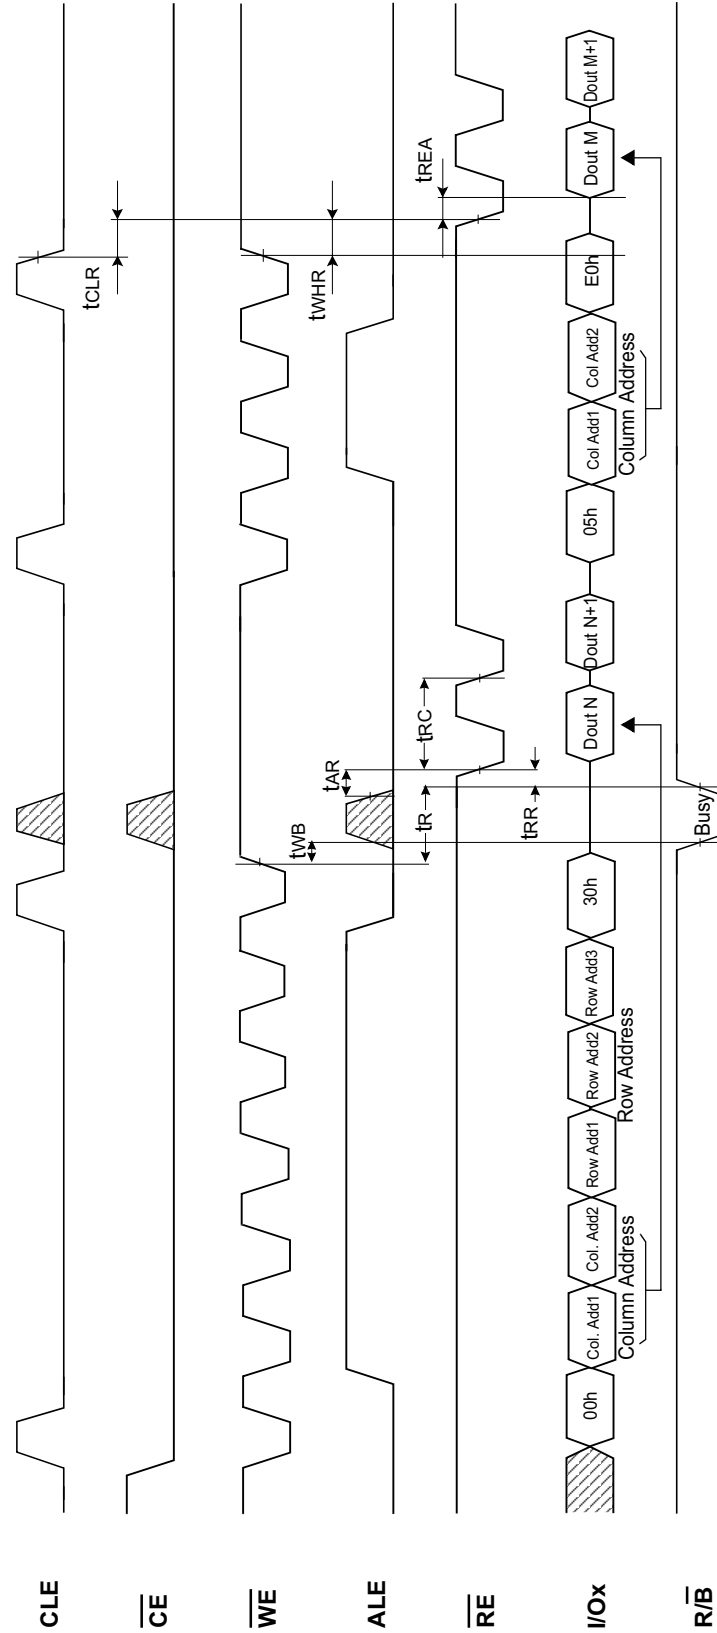 CLE
tCLR
CE
WE
tWB
tWHR
ALE
tAR
tR
tRC
tREA
tRR
RE
I/Ox
00h
Col. Add1
Col. Add2
Row Add1
Row Add2
Row Add3
30h
Dout N
Dout N+1
05h
Col Add1
Col Add2
E0h
Dout M
Dout M+1
Column Address
Row Address
Column Address
R/B
Busy